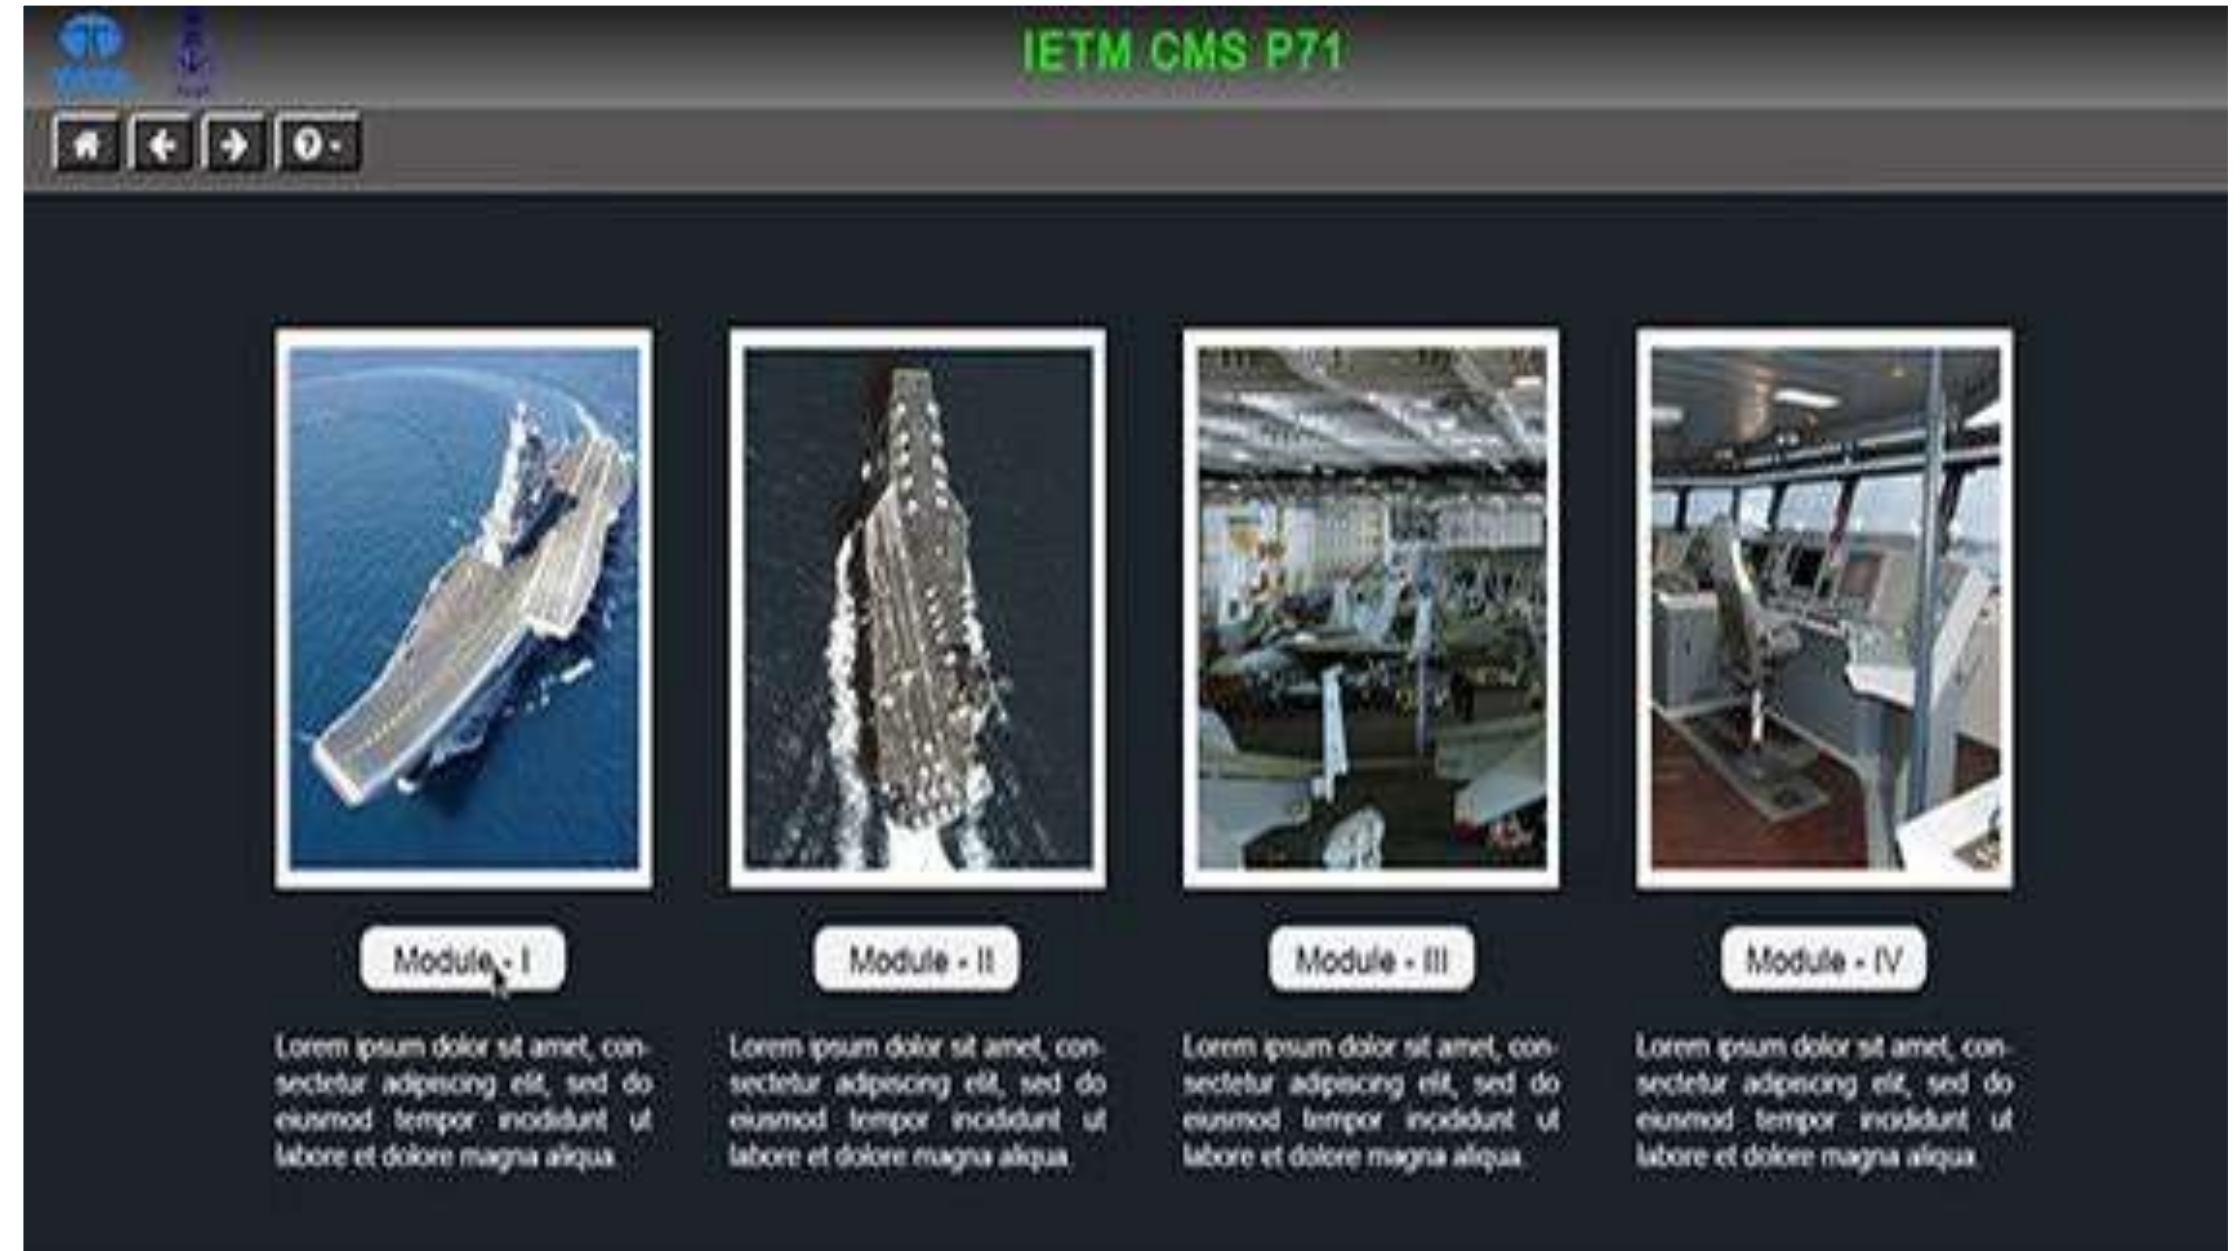 IETM CMS P71
Module - I
Module - II
Module - III
Module - IV
Lorem ipsum dolor sit amet, con-
sectetur adipiscing elit, sed do
eiusmod tempor incididunt ut
labore et dolore magna aliqua.
Lorem ipsum dolor sit amet, con-
sectetur adipiscing elit, sed do
eiusmod tempor incididunt ut
labore et dolore magna aliqua.
Lorem ipsum dolor sit amet, con-
sectetur adipiscing elit, sed do
eiusmod tempor incididunt ut
labore et dolore magna aliqua.
Lorem ipsum dolor sit amet, con-
sectetur adipiscing elit, sed do
eiusmod tempor incididunt ut
labore et dolore magna aliqua.